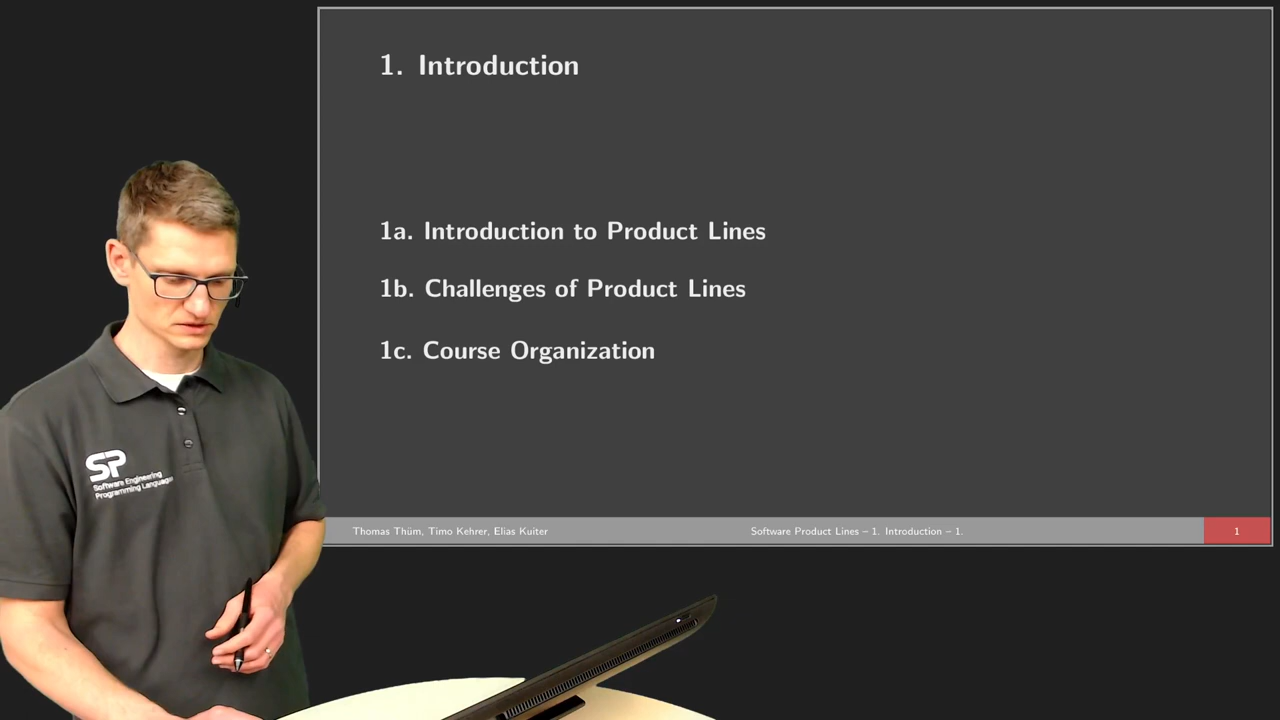 1. Introduction
1a. Introduction to Product Lines
1b. Challenges of Product Lines
1c. Course Organization
Thomas Thüm, Timo Kehrer, Elias Kuiter
Software Product Lines – 1. Introduction – 1.
1
SP
Software Engineering
Programming Languages